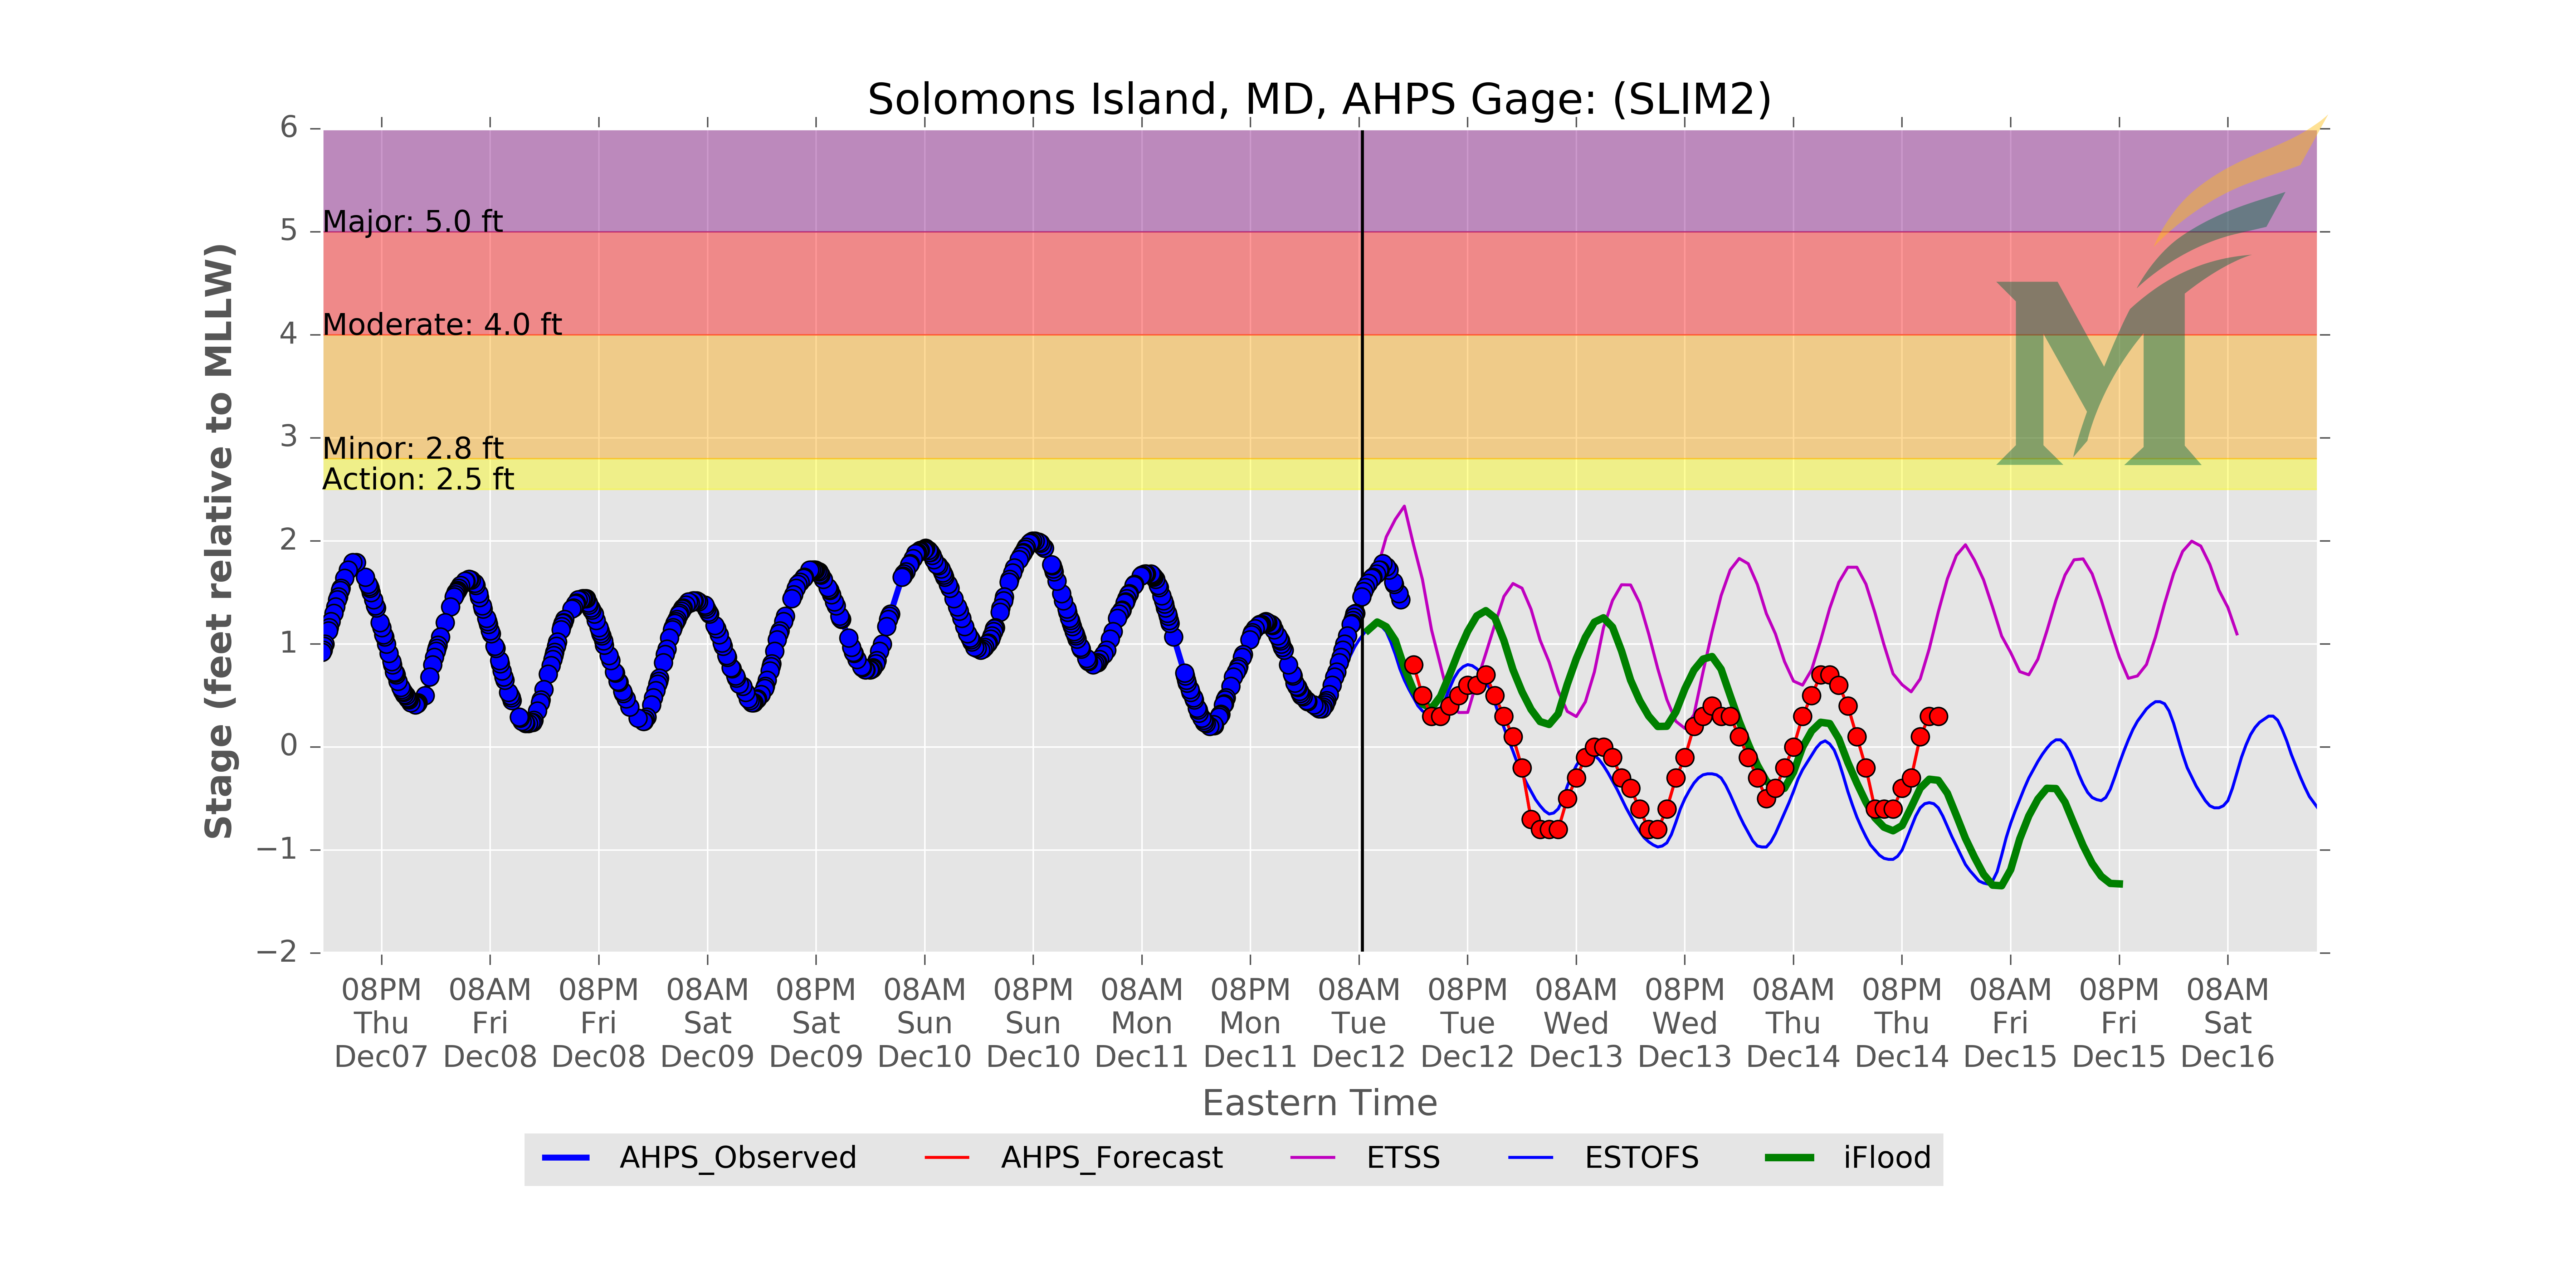 Solomons Island, MD, AHPS Gage: (SLIM2)
Stage (feet relative to MLLW)
6
5
4
3
2
1
0
−1
−2
Major: 5.0 ft
Moderate: 4.0 ft
Minor: 2.8 ft
Action: 2.5 ft
M
08PM 08AM 08PM 08AM 08PM 08AM 08PM 08AM 08PM 08AM 08PM 08AM 08PM 08AM 08PM 08AM 08PM 08AM
Thu Fri Fri Sat Sat Sun Sun Mon Mon Tue Tue Wed Wed Thu Thu Fri Fri Sat
Dec07 Dec08 Dec08 Dec09 Dec09 Dec10 Dec10 Dec11 Dec11 Dec12 Dec12 Dec13 Dec13 Dec14 Dec14 Dec15 Dec15 Dec16
Eastern Time
AHPS_Observed AHPS_Forecast ETSS ESTOFS iFlood